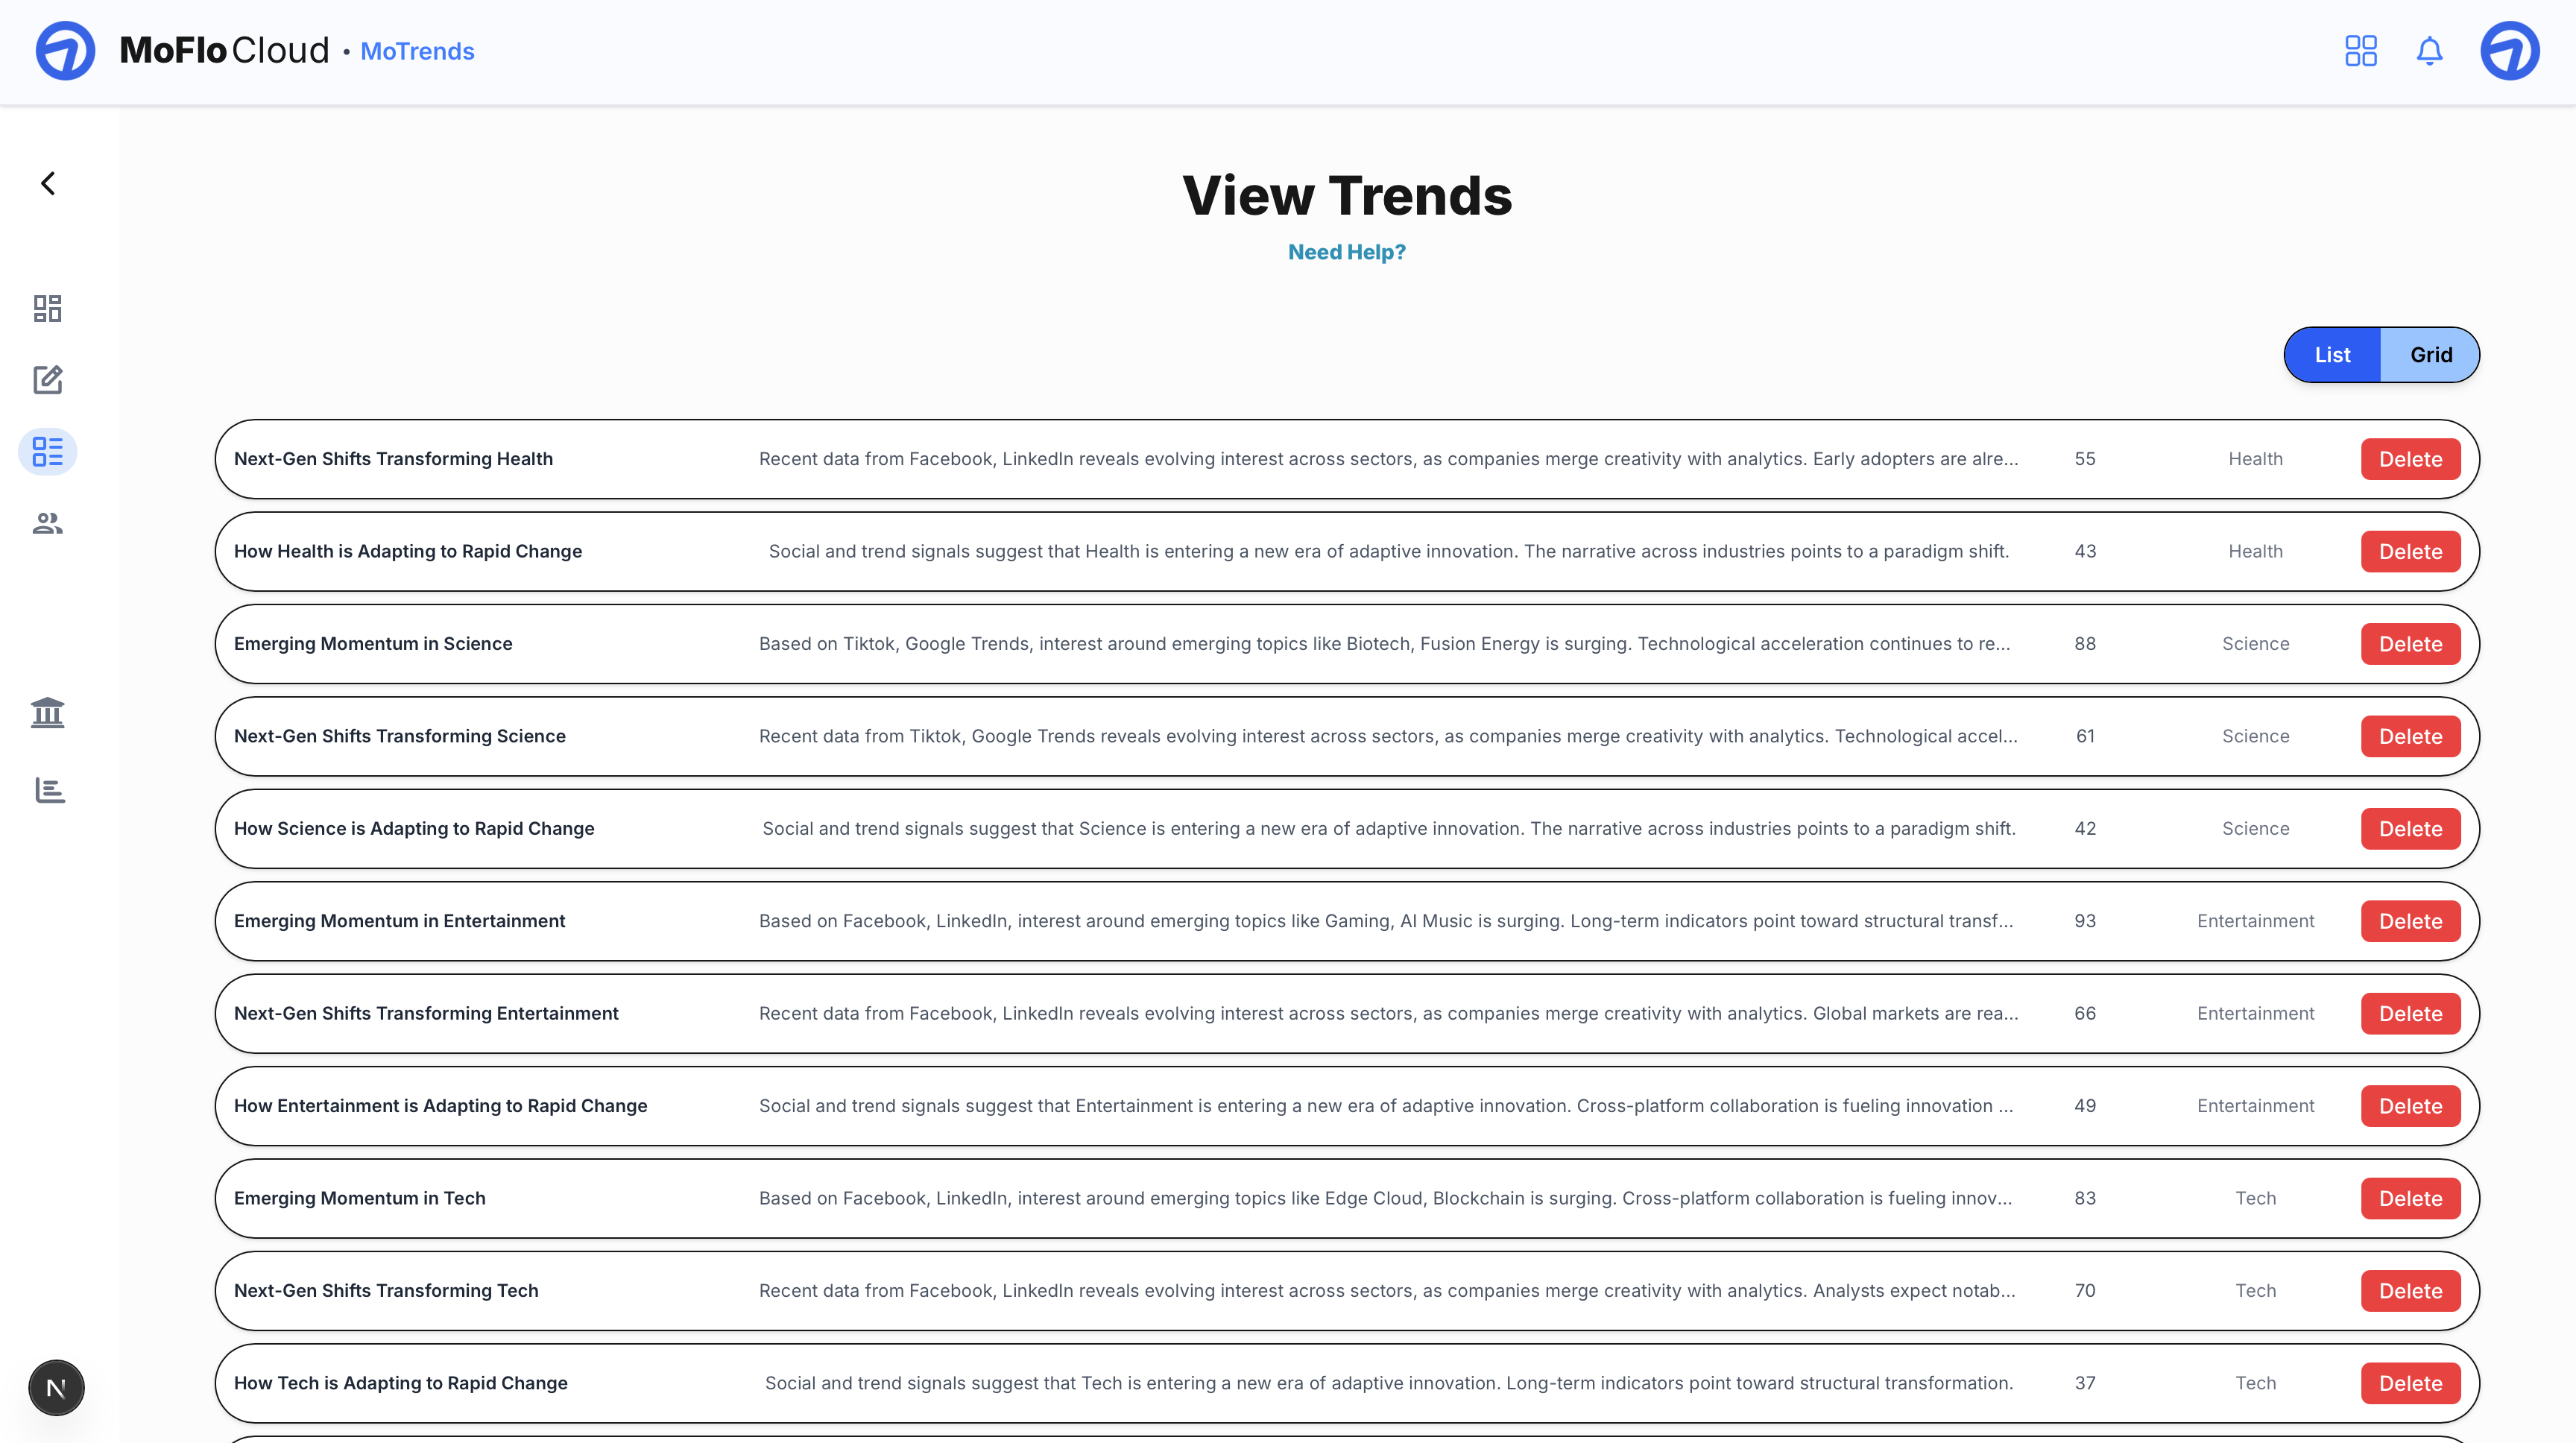 MoFlo Cloud • MoTrends
View Trends
Need Help?
List Grid
Next-Gen Shifts Transforming Health Recent data from Facebook, LinkedIn reveals evolving interest across sectors, as companies merge creativity with analytics. Early adopters are alre... 55 Health Delete
How Health is Adapting to Rapid Change Social and trend signals suggest that Health is entering a new era of adaptive innovation. The narrative across industries points to a paradigm shift. 43 Health Delete
Emerging Momentum in Science Based on Tiktok, Google Trends, interest around emerging topics like Biotech, Fusion Energy is surging. Technological acceleration continues to re... 88 Science Delete
Next-Gen Shifts Transforming Science Recent data from Tiktok, Google Trends reveals evolving interest across sectors, as companies merge creativity with analytics. Technological accel... 61 Science Delete
How Science is Adapting to Rapid Change Social and trend signals suggest that Science is entering a new era of adaptive innovation. The narrative across industries points to a paradigm shift. 42 Science Delete
Emerging Momentum in Entertainment Based on Facebook, LinkedIn, interest around emerging topics like Gaming, AI Music is surging. Long-term indicators point toward structural transf... 93 Entertainment Delete
Next-Gen Shifts Transforming Entertainment Recent data from Facebook, LinkedIn reveals evolving interest across sectors, as companies merge creativity with analytics. Global markets are rea... 66 Entertainment Delete
How Entertainment is Adapting to Rapid Change Social and trend signals suggest that Entertainment is entering a new era of adaptive innovation. Cross-platform collaboration is fueling innovation ... 49 Entertainment Delete
Emerging Momentum in Tech Based on Facebook, LinkedIn, interest around emerging topics like Edge Cloud, Blockchain is surging. Cross-platform collaboration is fueling innov... 83 Tech Delete
Next-Gen Shifts Transforming Tech Recent data from Facebook, LinkedIn reveals evolving interest across sectors, as companies merge creativity with analytics. Analysts expect notab... 70 Tech Delete
How Tech is Adapting to Rapid Change Social and trend signals suggest that Tech is entering a new era of adaptive innovation. Long-term indicators point toward structural transformation. 37 Tech Delete
N